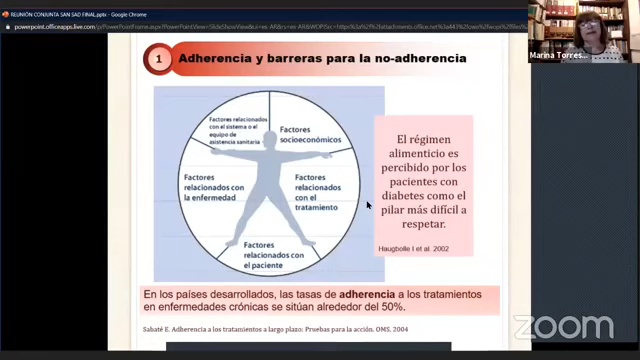 REUNIÓN CONJUNTA SAN SAD FINAL.pptx - Google Chrome
1
Adherencia y barreras para la no-adherencia
Factores relacionados
con el sistema o el
equipo de
asistencia sanitaria
Factores
socioeconómicos
Factores
relacionados con
la enfermedad
Factores
relacionados
con el
tratamiento
Factores
relacionados con
el paciente
El régimen
alimenticio es
percibido por los
pacientes con
diabetes como el
pilar más difícil a
respetar.
Haugbolle I et al. 2002
En los países desarrollados, las tasas de adherencia a los tratamientos
en enfermedades crónicas se sitúan alrededor del 50%.
Sabaté E. Adherencia a los tratamientos a largo plazo: Pruebas para la acción. OMS, 2004
Marina Torres...
zoom